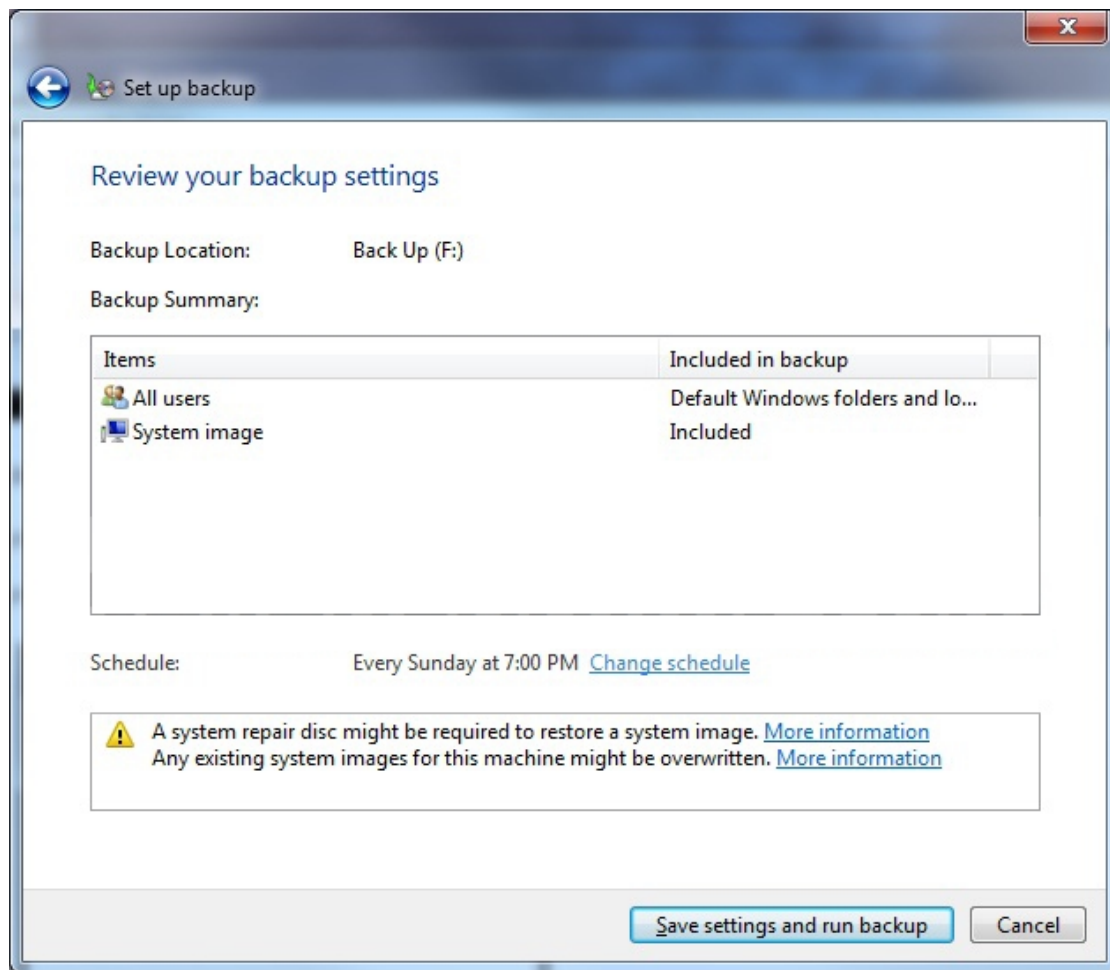 Set up backup
Review your backup settings
Backup Location: Back Up (F:)
Backup Summary:
Items Included in backup
All users Default Windows folders and lo...
System image Included
Schedule: Every Sunday at 7:00 PM Change schedule
A system repair disc might be required to restore a system image. More information
Any existing system images for this machine might be overwritten. More information
Save settings and run backup Cancel